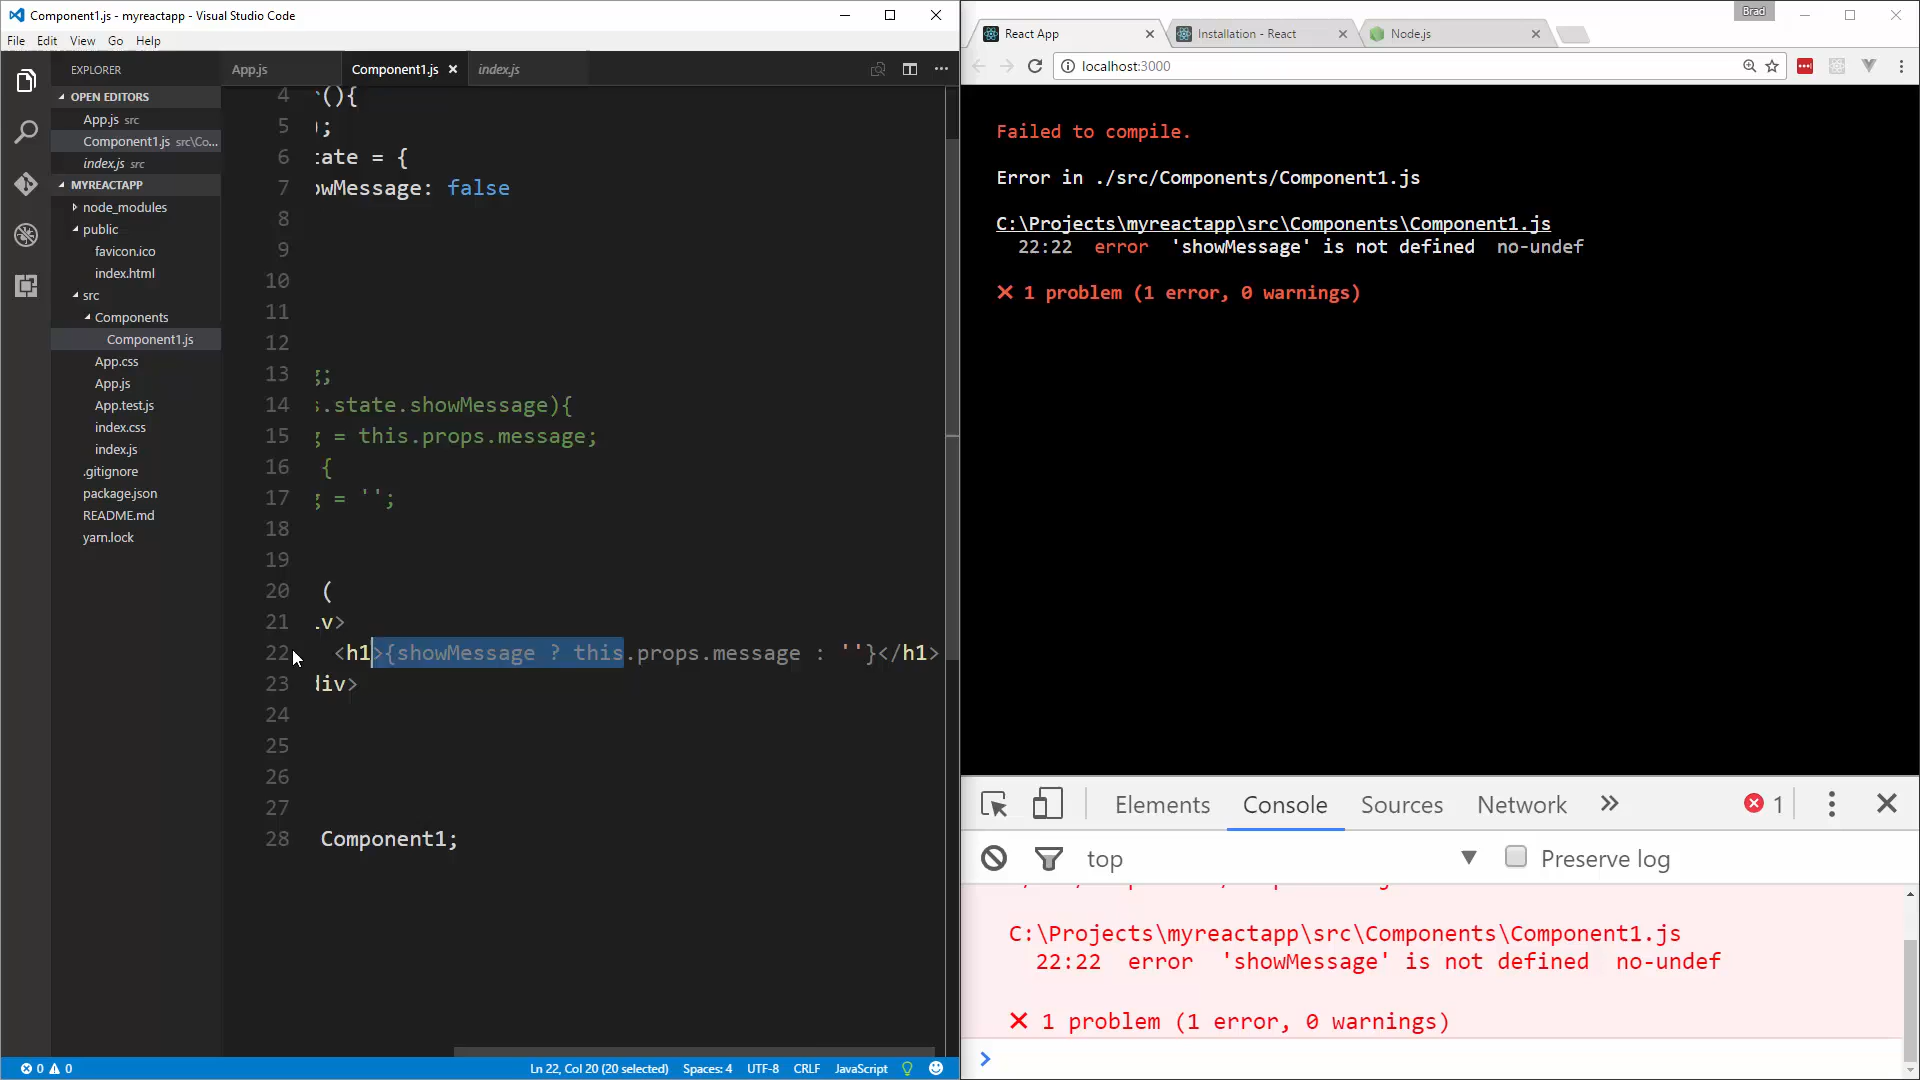 Component1.js - myreactapp - Visual Studio Code
File Edit View Go Help
EXPLORER
OPEN EDITORS
App.js src
Component1.js src\Co...
index.js src
MYREACTAPP
node_modules
public
favicon.ico
index.html
src
Components
Component1.js
App.css
App.js
App.test.js
index.css
index.js
.gitignore
package.json
README.md
yarn.lock
App.js Component1.js index.js
4 (){
5 );
6 tate = {
7 owMessage: false
8
9
10
11
12
13 g;
14 s.state.showMessage){
15 g = this.props.message;
16 {
17 g = '';
18
19
20 (
21 iv>
22 <h1>{showMessage ? this.props.message : ''}</h1>
23 div>
24
25
26
27
28 Component1;
0 0 Ln 22, Col 20 (20 selected) Spaces: 4 UTF-8 CRLF JavaScript
Brad
React App Installation - React Node.js
localhost:3000
Failed to compile.
Error in ./src/Components/Component1.js
C:\Projects\myreactapp\src\Components\Component1.js
22:22 error 'showMessage' is not defined no-undef
✕ 1 problem (1 error, 0 warnings)
Elements Console Sources Network » 1
top Preserve log
C:\Projects\myreactapp\src\Components\Component1.js
22:22 error 'showMessage' is not defined no-undef
✕ 1 problem (1 error, 0 warnings)
>